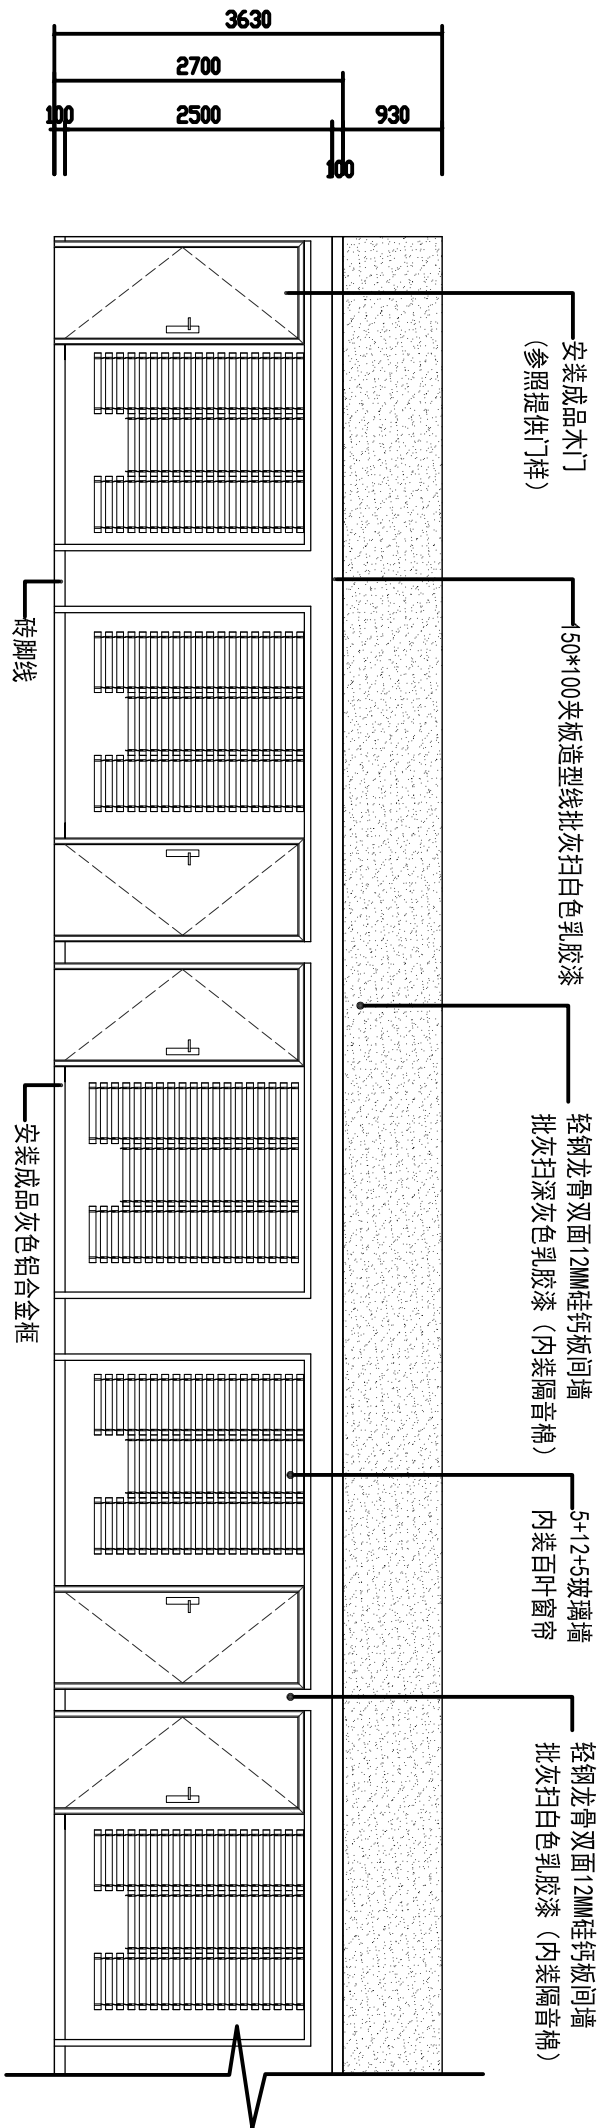 3630
2700
100
2500
930
100
安装成品木门
（参照提供门样）
150*100夹板造型线批灰扫白色乳胶漆
砖脚线
轻钢龙骨双面12MM硅钙板间墙
批灰扫深灰色乳胶漆（内装隔音棉）
安装成品灰色铝合金框
5+12+5玻璃墙
内装百叶窗帘
轻钢龙骨双面12MM硅钙板间墙
批灰扫白色乳胶漆（内装隔音棉）